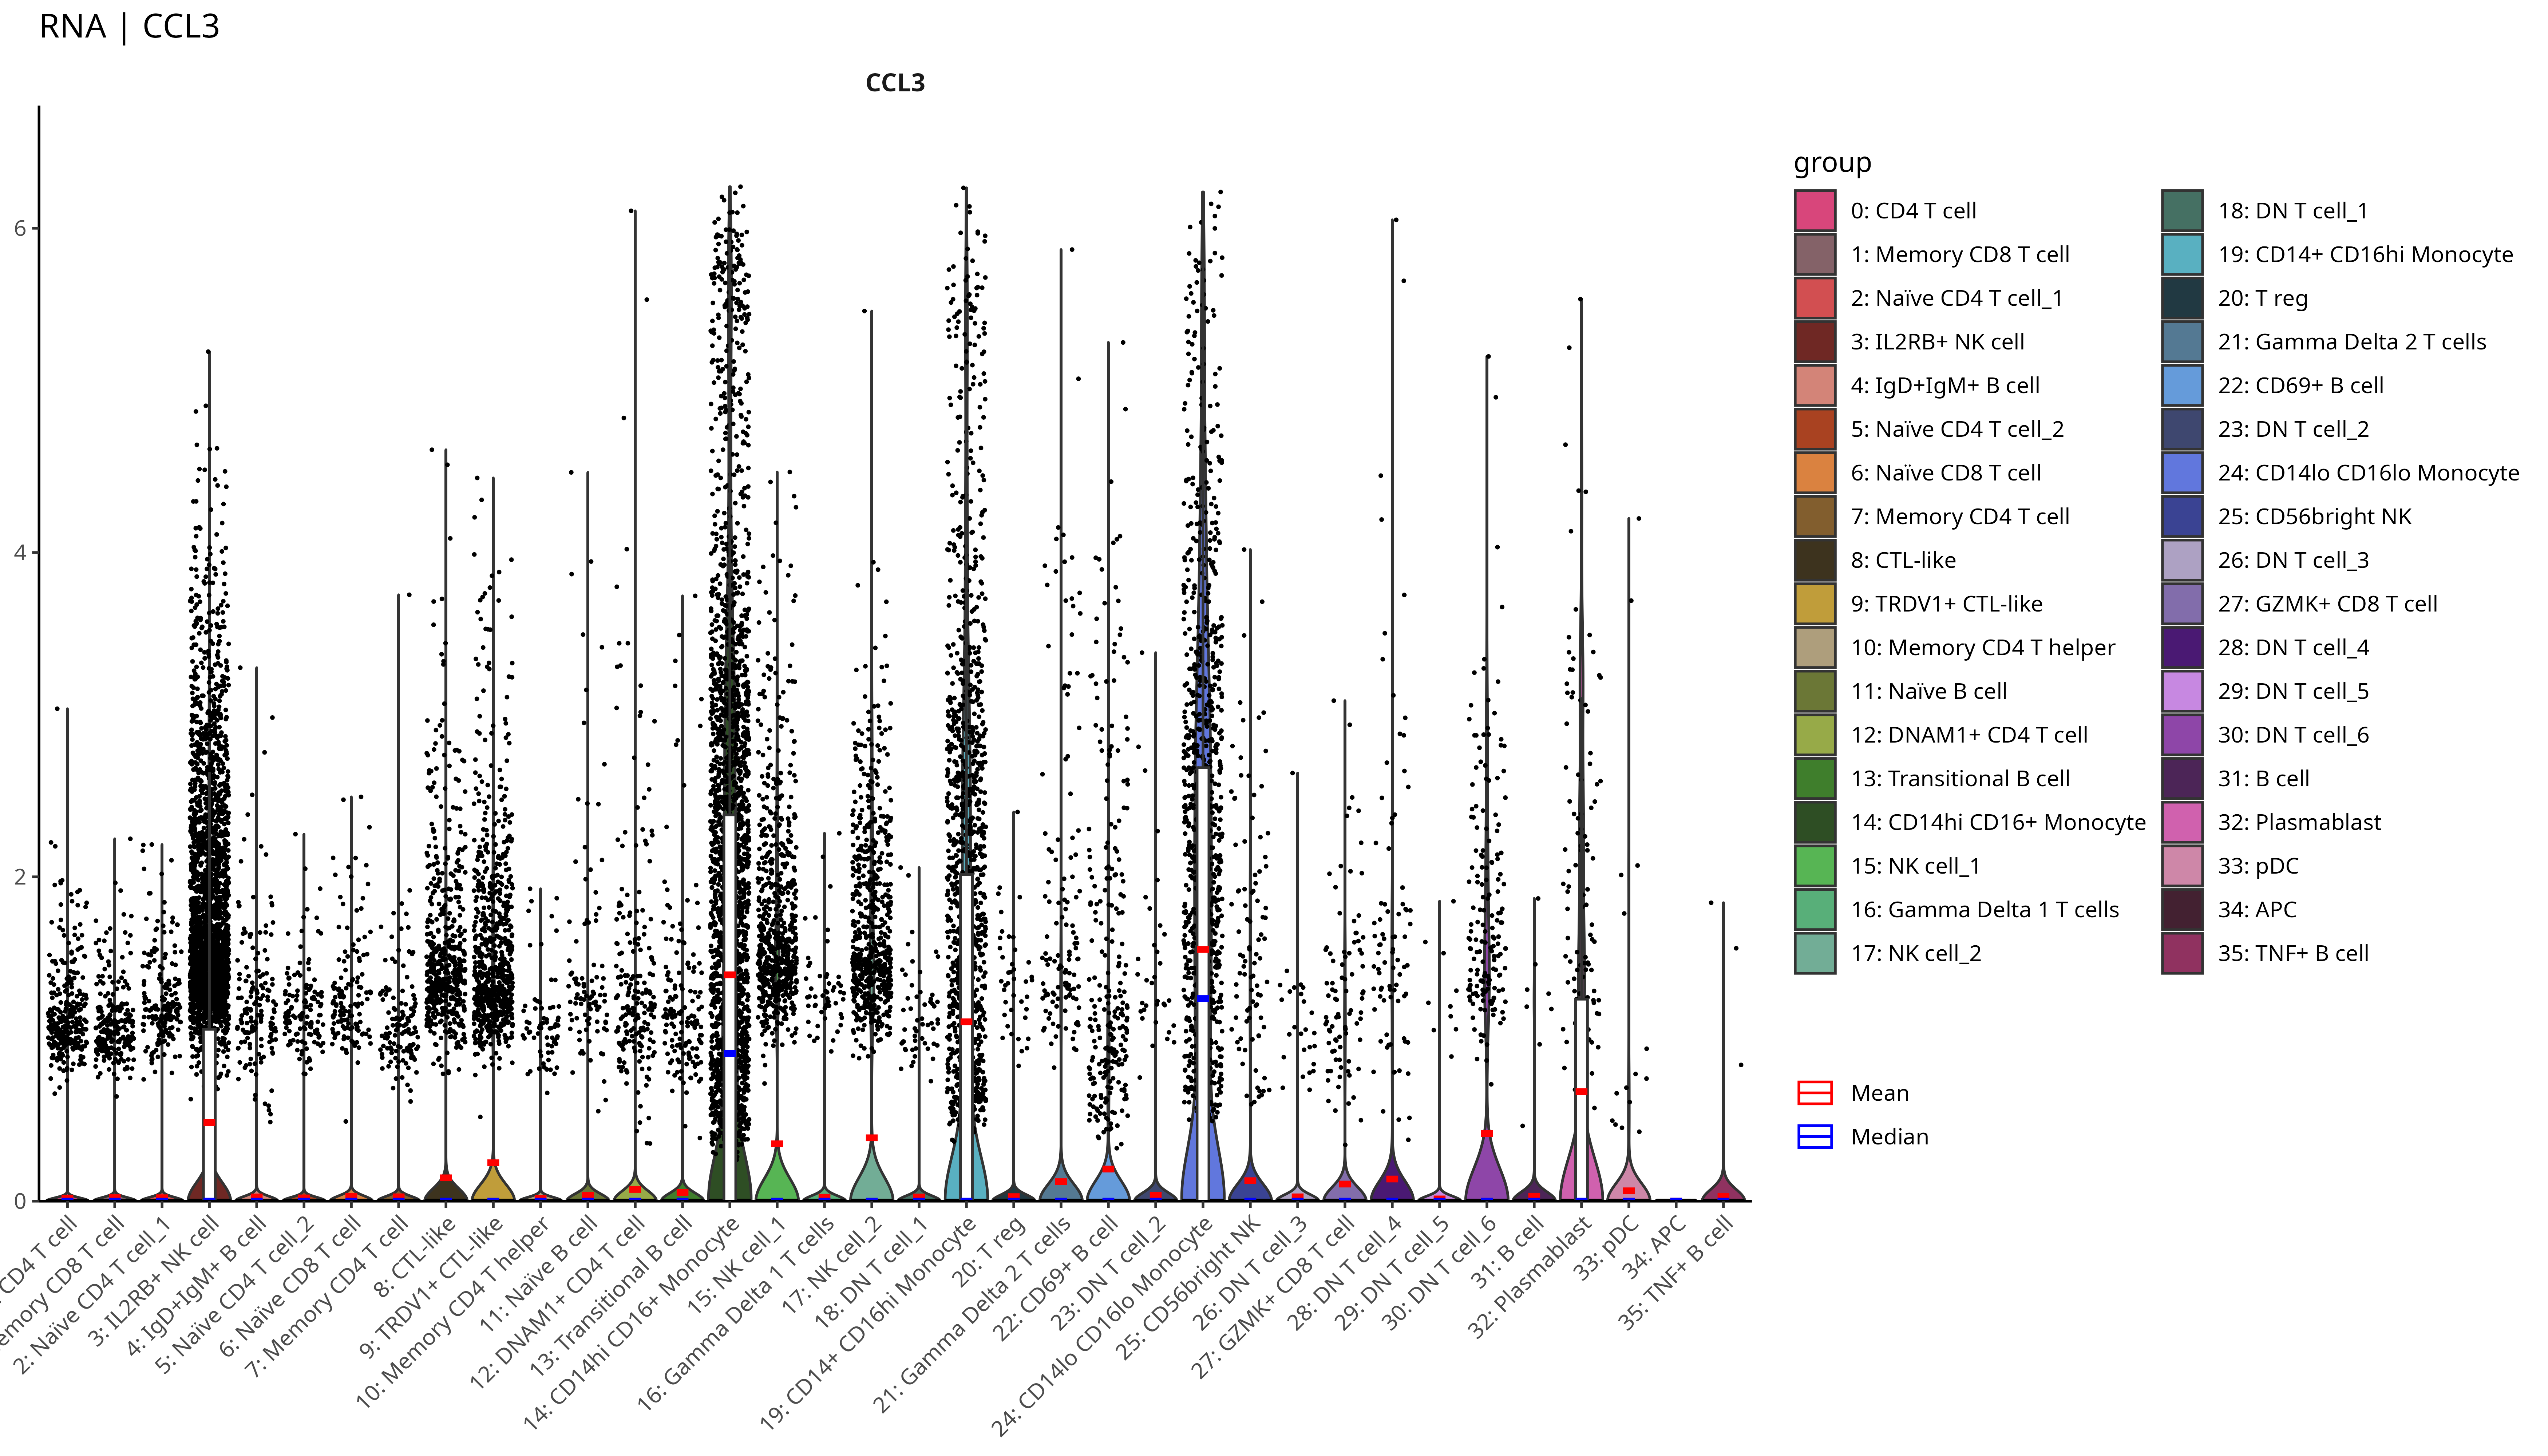 RNA | CCL3
CCL3
6
4
2
0
CD4 T cell
Memory CD8 T cell
2: Naïve CD4 T cell_1
3: IL2RB+ NK cell
4: IgD+IgM+ B cell
5: Naïve CD4 T cell_2
6: Naïve CD8 T cell
7: Memory CD4 T cell
8: CTL-like
9: TRDV1+ CTL-like
10: Memory CD4 T helper
11: Naïve B cell
12: DNAM1+ CD4 T cell
13: Transitional B cell
14: CD14hi CD16+ Monocyte
15: NK cell_1
16: Gamma Delta 1 T cells
17: NK cell_2
18: DN T cell_1
19: CD14+ CD16hi Monocyte
20: T reg
21: Gamma Delta 2 T cells
22: CD69+ B cell
23: DN T cell_2
24: CD14lo CD16lo Monocyte
25: CD56bright NK
26: DN T cell_3
27: GZMK+ CD8 T cell
28: DN T cell_4
29: DN T cell_5
30: DN T cell_6
31: B cell
32: Plasmablast
33: pDC
34: APC
35: TNF+ B cell
group
0: CD4 T cell
1: Memory CD8 T cell
2: Naïve CD4 T cell_1
3: IL2RB+ NK cell
4: IgD+IgM+ B cell
5: Naïve CD4 T cell_2
6: Naïve CD8 T cell
7: Memory CD4 T cell
8: CTL-like
9: TRDV1+ CTL-like
10: Memory CD4 T helper
11: Naïve B cell
12: DNAM1+ CD4 T cell
13: Transitional B cell
14: CD14hi CD16+ Monocyte
15: NK cell_1
16: Gamma Delta 1 T cells
17: NK cell_2
18: DN T cell_1
19: CD14+ CD16hi Monocyte
20: T reg
21: Gamma Delta 2 T cells
22: CD69+ B cell
23: DN T cell_2
24: CD14lo CD16lo Monocyte
25: CD56bright NK
26: DN T cell_3
27: GZMK+ CD8 T cell
28: DN T cell_4
29: DN T cell_5
30: DN T cell_6
31: B cell
32: Plasmablast
33: pDC
34: APC
35: TNF+ B cell
Mean
Median